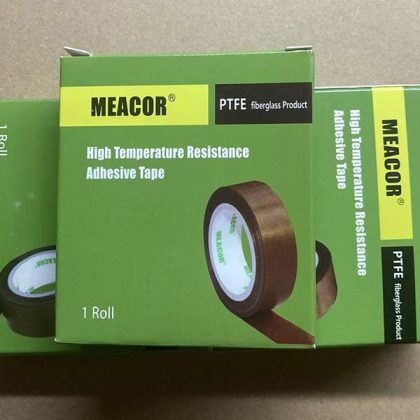 MEACOR®
PTFE fiberglass Product
High Temperature Resistance
Adhesive Tape
MEACOR
1 Roll
1 Roll
MEACOR®
PTFE fiberglass Product
High Temperature Resistance
Adhesive Tape